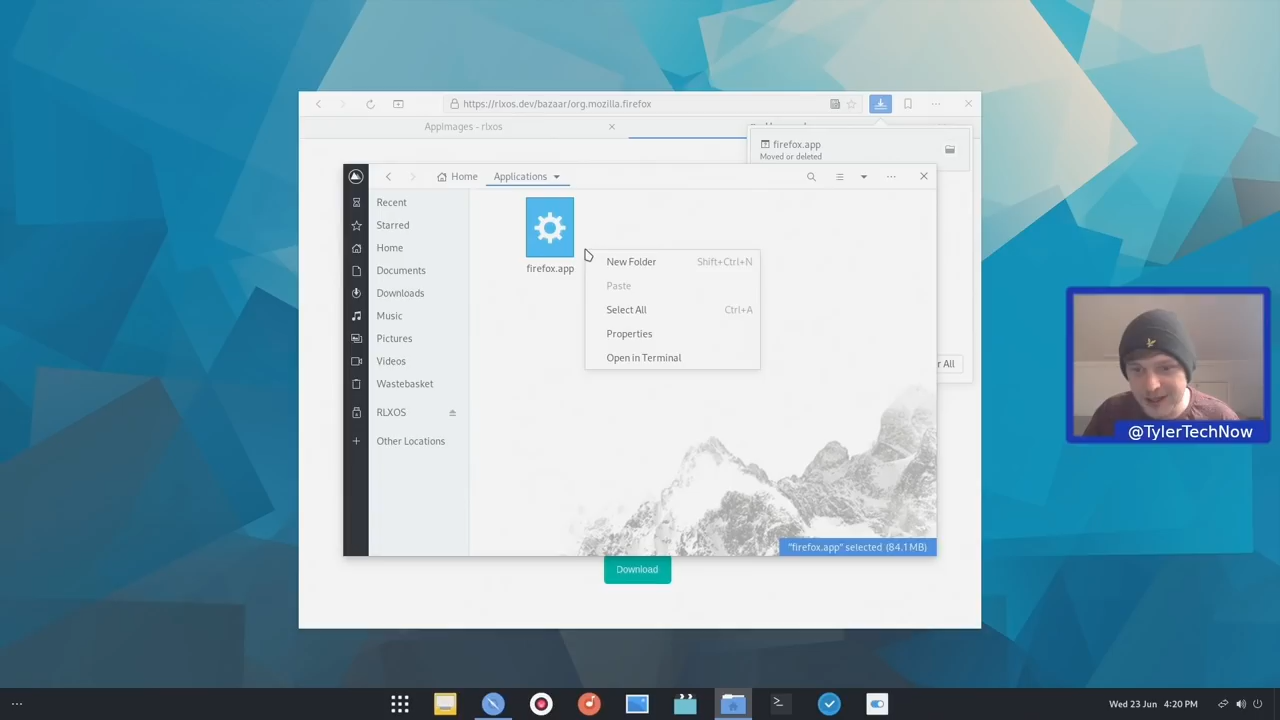 https://rlxos.dev/bazaar/org.mozilla.firefox
AppImages - rlxos
firefox.app
Moved or deleted
Home
Applications
Recent
Starred
Home
Documents
Downloads
Music
Pictures
Videos
Wastebasket
RLXOS
Other Locations
firefox.app
New Folder
Shift+Ctrl+N
Paste
Select All
Ctrl+A
Properties
Open in Terminal
r All
"firefox.app" selected (84.1 MB)
Download
@TylerTechNow
Wed 23 Jun
4:20 PM